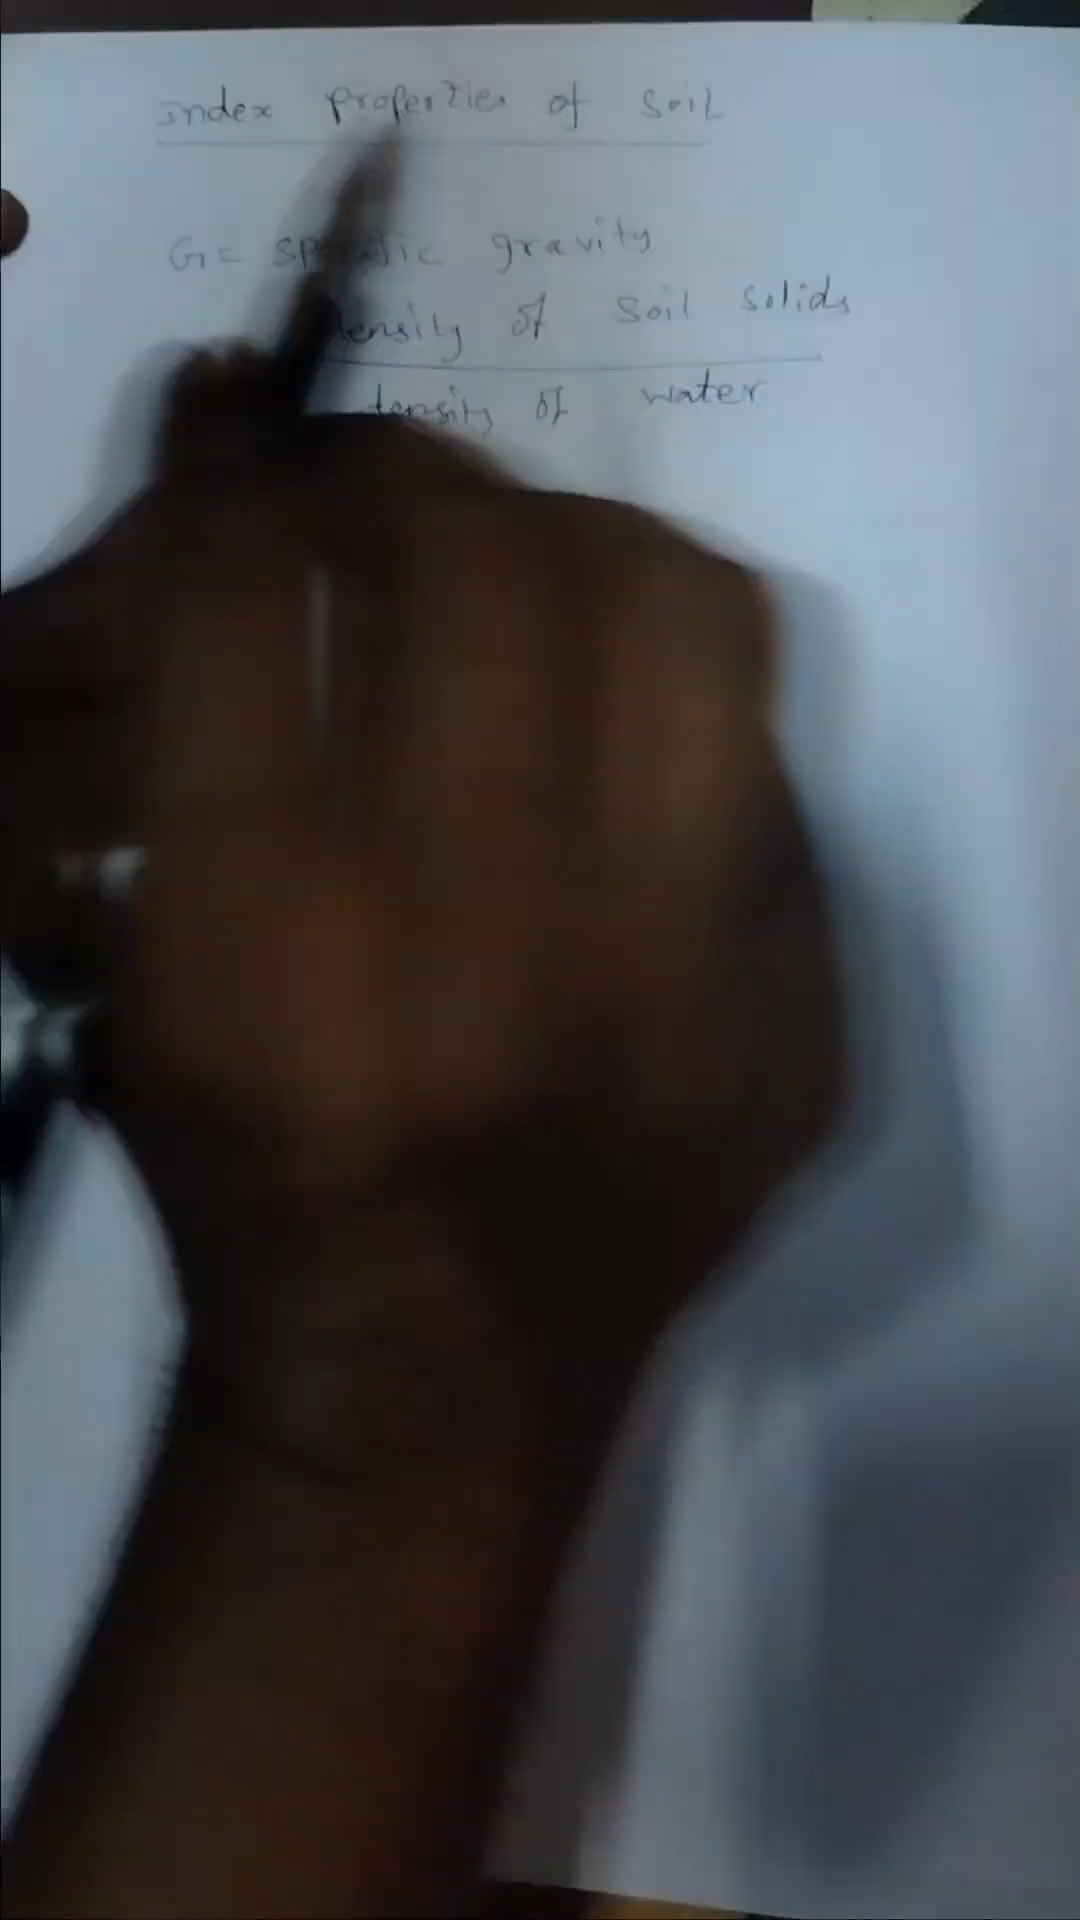 Index properties of soil
G = specific gravity
density of soil solids
density of water